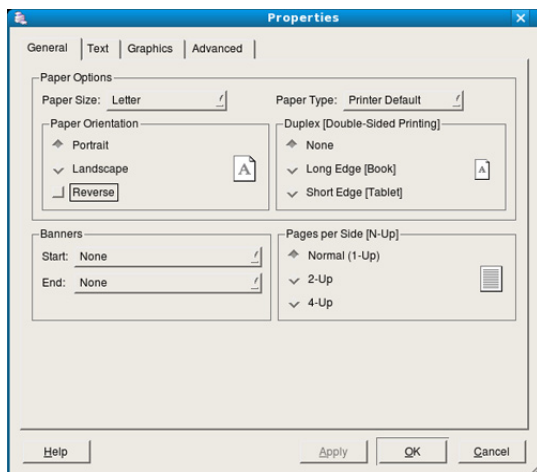 Properties
General Text Graphics Advanced
Paper Options
Paper Size: Letter Paper Type: Printer Default
Paper Orientation Duplex [Double-Sided Printing]
Portrait None
Landscape A Long Edge [Book] A
Reverse Short Edge [Tablet]
Banners Pages per Side [N-Up]
Start: None Normal (1-Up)
End: None 2-Up
4-Up
Help Apply OK Cancel